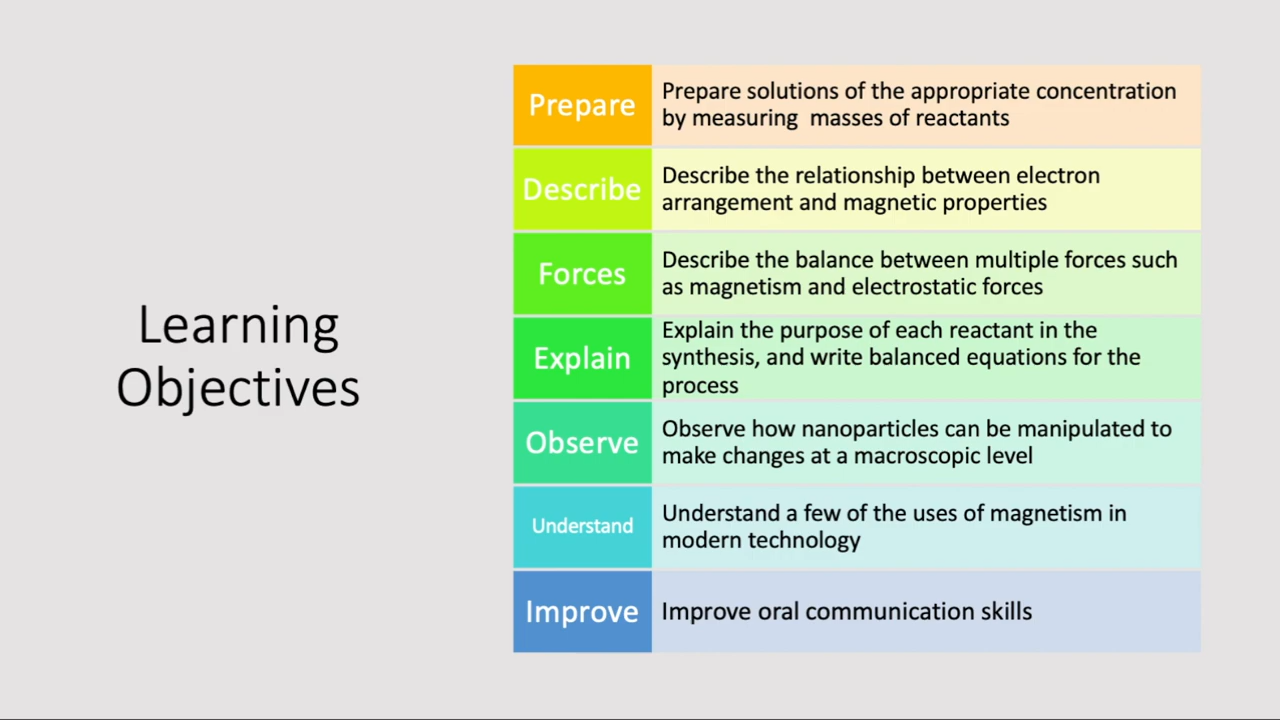 Learning
Objectives
Prepare
Prepare solutions of the appropriate concentration
by measuring  masses of reactants
Describe
Describe the relationship between electron
arrangement and magnetic properties
Forces
Describe the balance between multiple forces such
as magnetism and electrostatic forces
Explain
Explain the purpose of each reactant in the
synthesis, and write balanced equations for the
process
Observe
Observe how nanoparticles can be manipulated to
make changes at a macroscopic level
Understand
Understand a few of the uses of magnetism in
modern technology
Improve
Improve oral communication skills